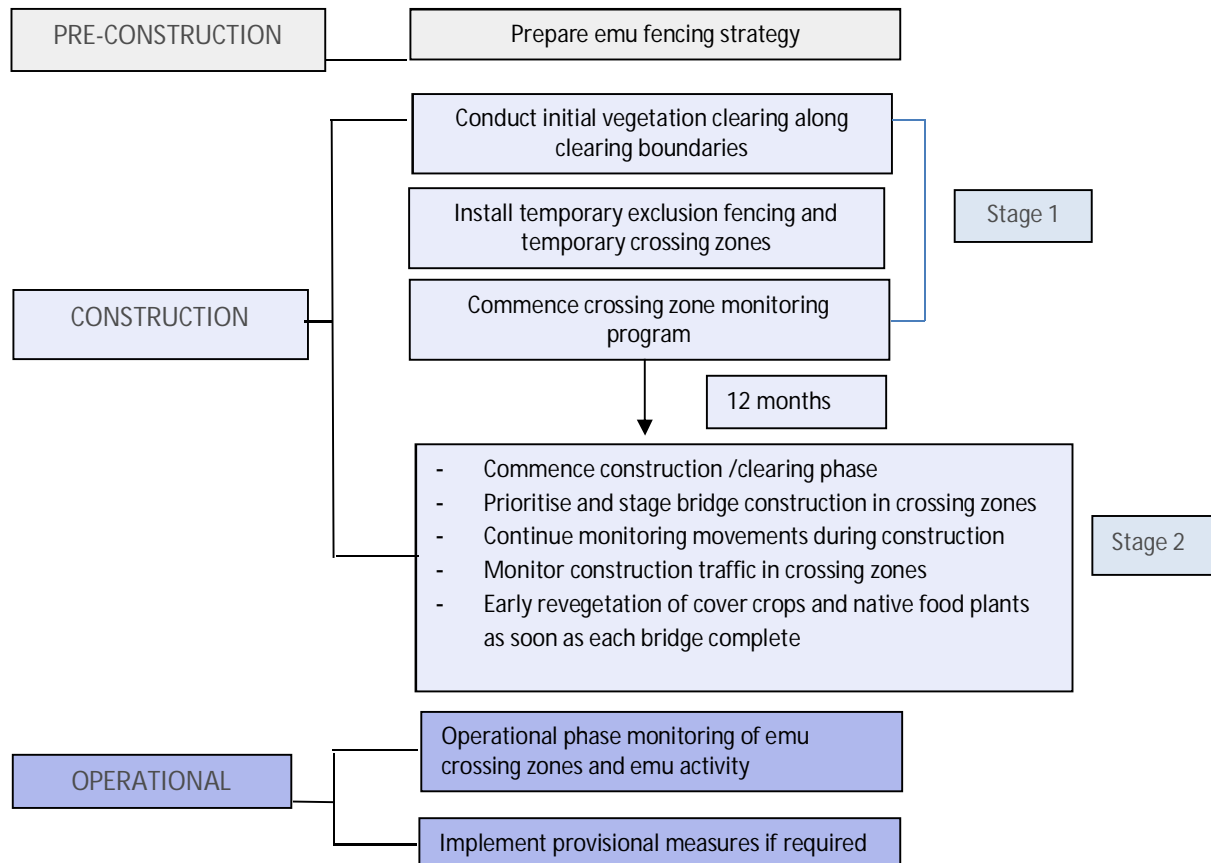 PRE-CONSTRUCTION
Prepare emu fencing strategy
Conduct initial vegetation clearing along
clearing boundaries
Install temporary exclusion fencing and
temporary crossing zones
Stage 1
CONSTRUCTION
Commence crossing zone monitoring
program
12 months
- Commence construction /clearing phase
- Prioritise and stage bridge construction in crossing zones
- Continue monitoring movements during construction
- Monitor construction traffic in crossing zones
- Early revegetation of cover crops and native food plants
as soon as each bridge complete
Stage 2
OPERATIONAL
Operational phase monitoring of emu
crossing zones and emu activity
Implement provisional measures if required